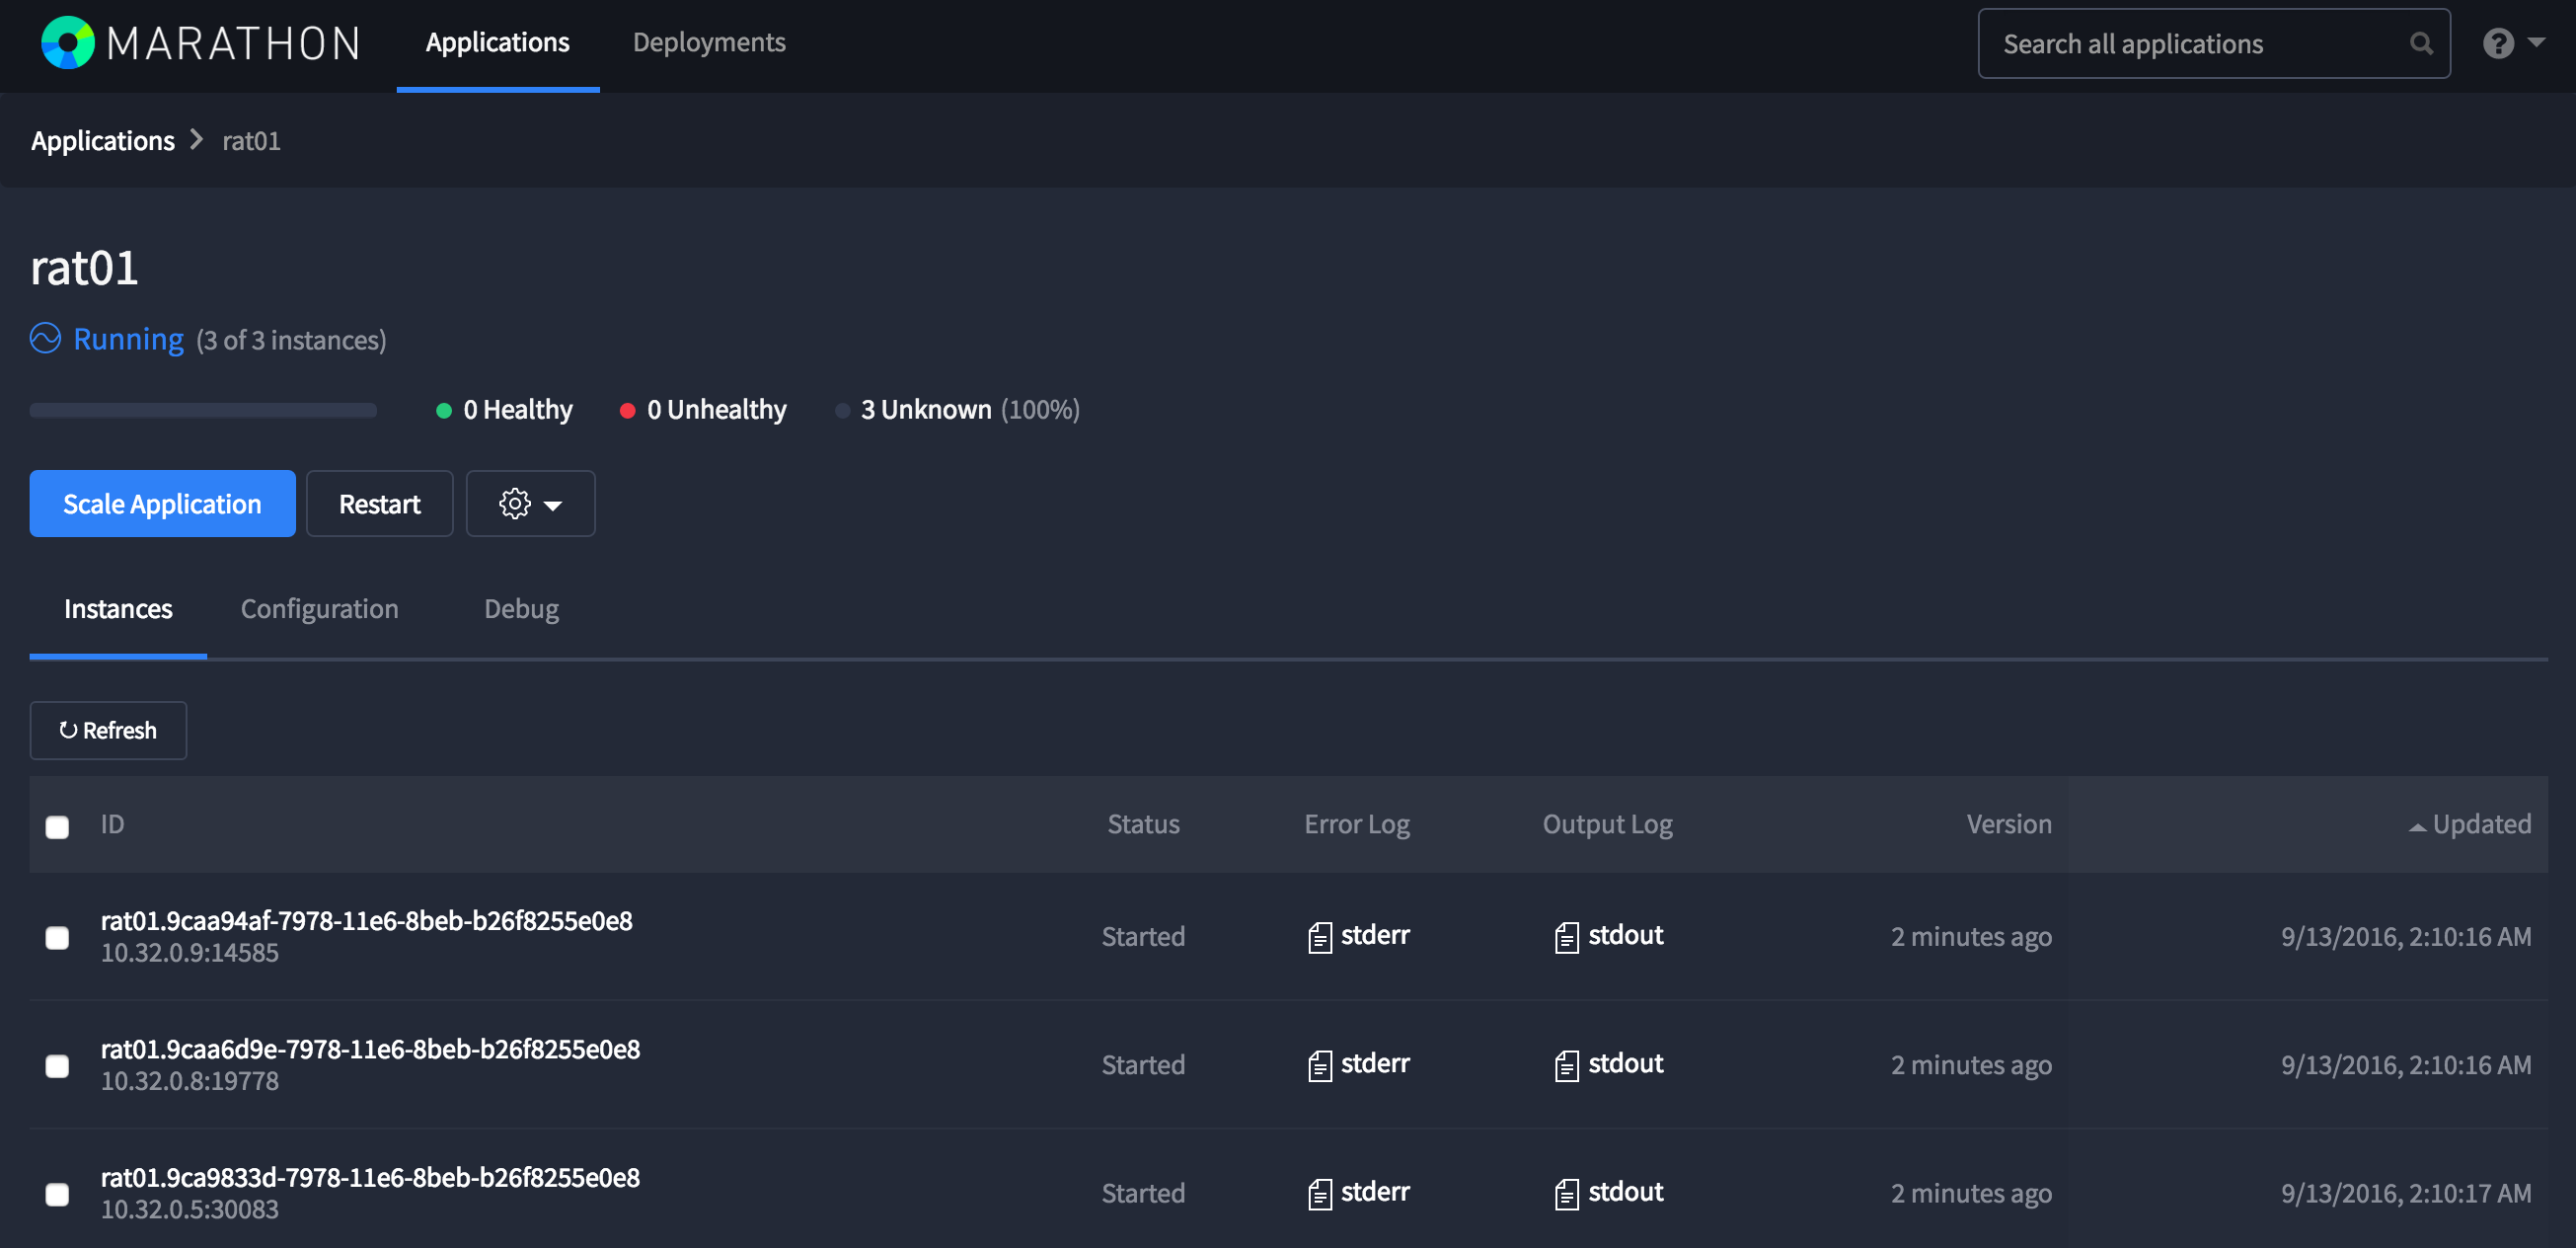 MARATHON Applications Deployments Search all applications
Applications rat01
rat01
Running (3 of 3 instances)
0 Healthy 0 Unhealthy 3 Unknown (100%)
Scale Application Restart
Instances Configuration Debug
Refresh
ID Status Error Log Output Log Version Updated
rat01.9caa94af-7978-11e6-8beb-b26f8255e0e8
10.32.0.9:14585 Started stderr stdout 2 minutes ago 9/13/2016, 2:10:16 AM
rat01.9caa6d9e-7978-11e6-8beb-b26f8255e0e8
10.32.0.8:19778 Started stderr stdout 2 minutes ago 9/13/2016, 2:10:16 AM
rat01.9ca9833d-7978-11e6-8beb-b26f8255e0e8
10.32.0.5:30083 Started stderr stdout 2 minutes ago 9/13/2016, 2:10:17 AM